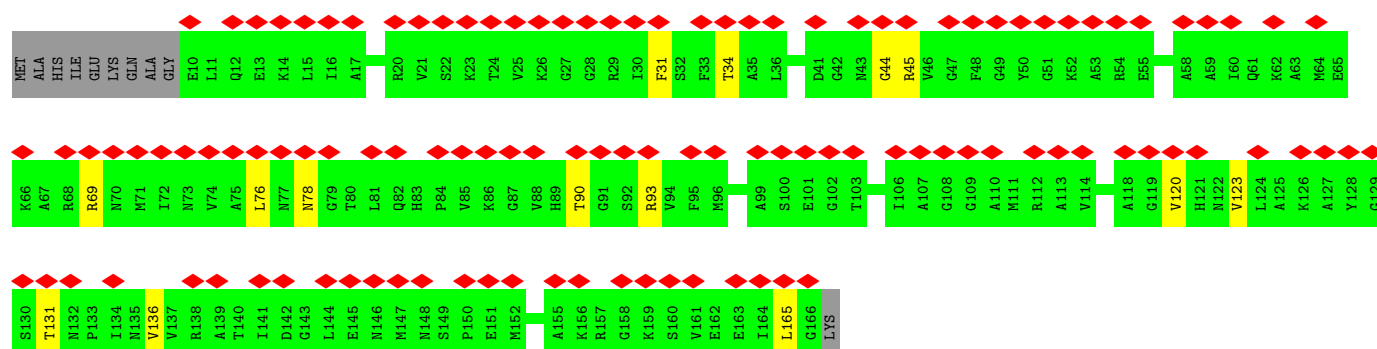 MET ALA HIS ILE GLU LYS GLN ALA GLY E10 L11 Q12 E13 K14 L15 I16 A17 R20 V21 S22 K23 T24 V25 K26 G27 G28 R29 I30 F31 S32 F33 T34 A35 L36 D41 G42 N43 G44 R45 V46 G47 F48 G49 Y50 G51 K52 A53 R54 E55 A58 A59 I60 Q61 K62 A63 M64 E65
K66 A67 R68 R69 N70 M71 I72 N73 V74 A75 L76 N77 N78 G79 T80 L81 Q82 H83 P84 V85 K86 G87 V88 H89 T90 G91 S92 R93 V94 F95 M96 A99 S100 E101 G102 T103 I106 A107 G108 G109 A110 M111 R112 A113 V114 A118 G119 V120 H121 N122 V123 L124 A125 K126 A127 Y128 G129
S130 T131 N132 P133 I134 N135 V136 V137 R138 A139 T140 I141 D142 G143 L144 E145 N146 M147 N148 S149 P150 E151 M152 A155 K156 R157 G158 K159 S160 V161 E162 E163 I164 L165 G166 LYS